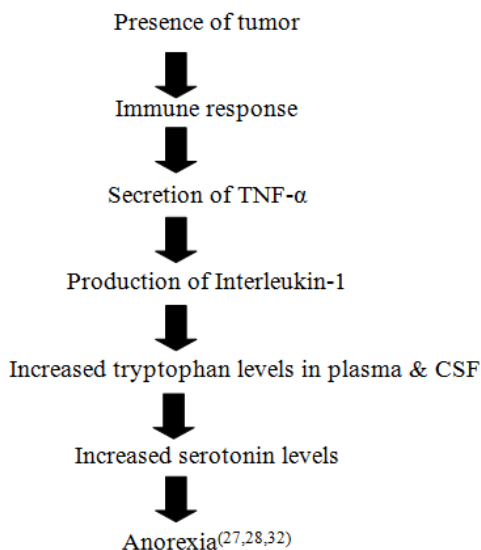 Presence of tumor
Immune response
Secretion of TNF-α
Production of Interleukin-1
Increased tryptophan levels in plasma & CSF
Increased serotonin levels
Anorexia(27,28,32)